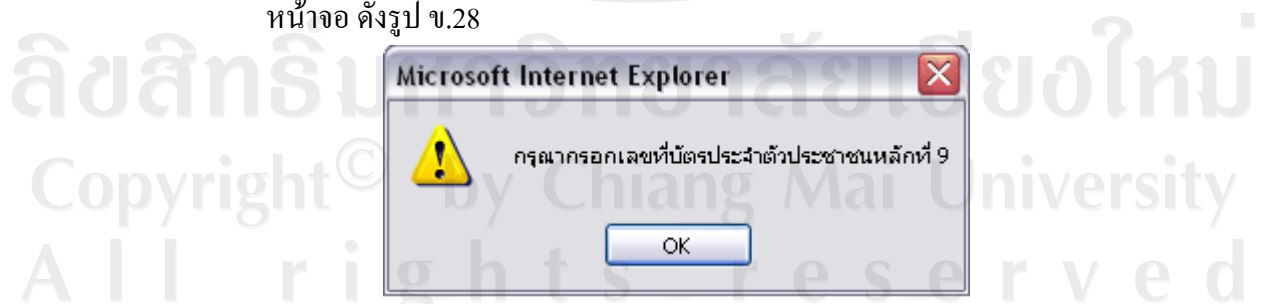 หน้าจอ ดังรูป ข.28
ลิขสิทธิ์มหาวิทยาลัยเชียงใหม่
Microsoft Internet Explorer
กรุณากรอกเลขที่บัตรประจำตัวประชาชนหลักที่ 9
Copyright© by Chiang Mai University
OK
All rights reserved